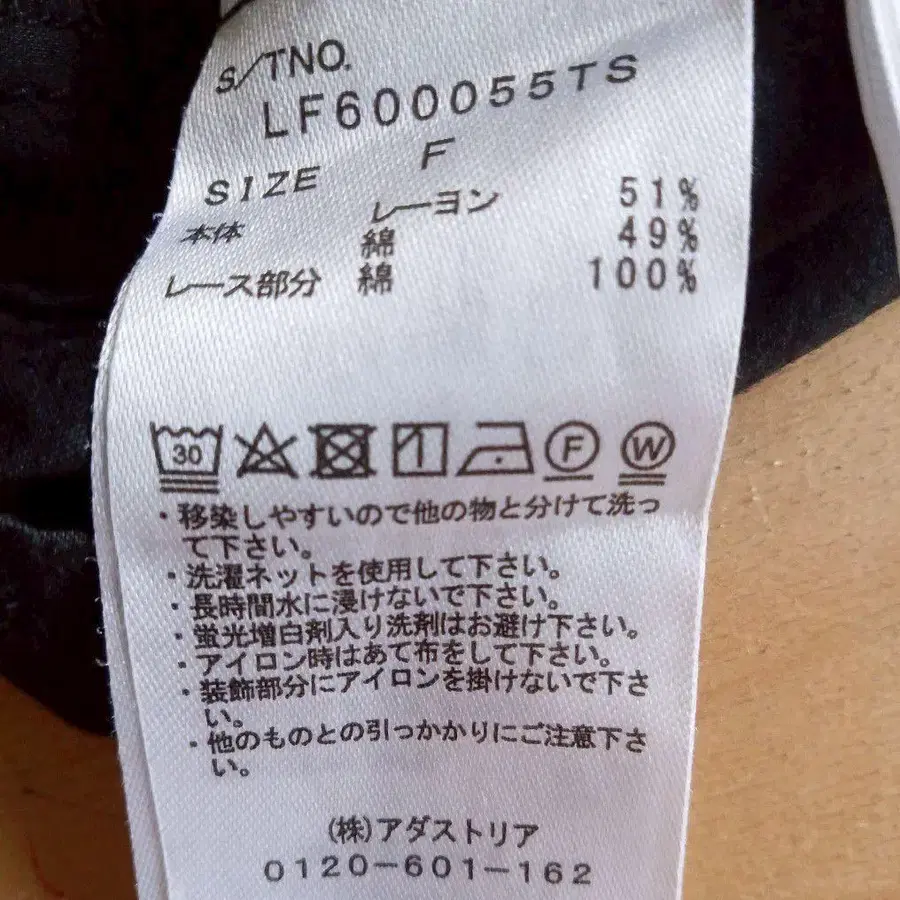 S/TNO.
LF600055TS
SIZE F
本体 レーヨン 51%
綿 49%
レース部分 綿 100%
30 F W
・移染しやすいので他の物と分けて洗っ
て下さい。
・洗濯ネットを使用して下さい。
・長時間水に浸けないで下さい。
・蛍光増白剤入り洗剤はお避け下さい。
・アイロン時はあて布をして下さい。
・装飾部分にアイロンを掛けないで下さ
い。
・他のものとの引っかかりにご注意下さ
い。
(株)アダストリア
0120-601-162